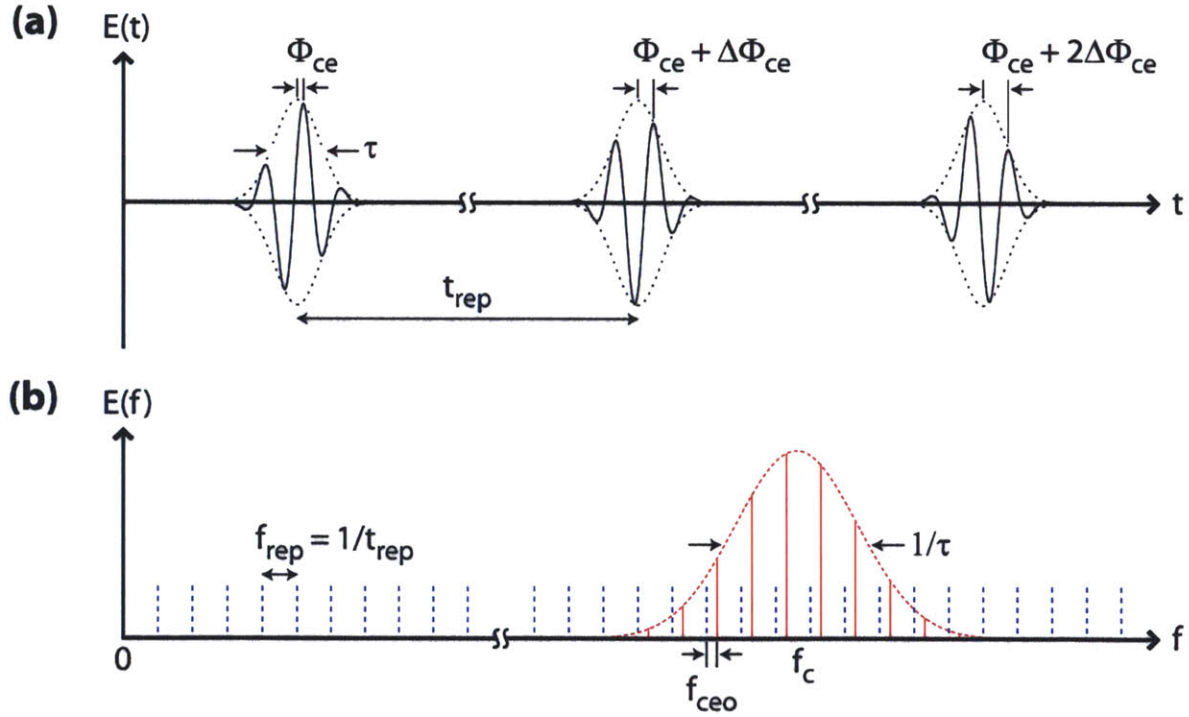 (a)
E(t)
Φce
Φce + ΔΦce
Φce + 2ΔΦce
τ
t
trep
(b)
E(f)
frep = 1/trep
1/τ
0
fceo
fc
f